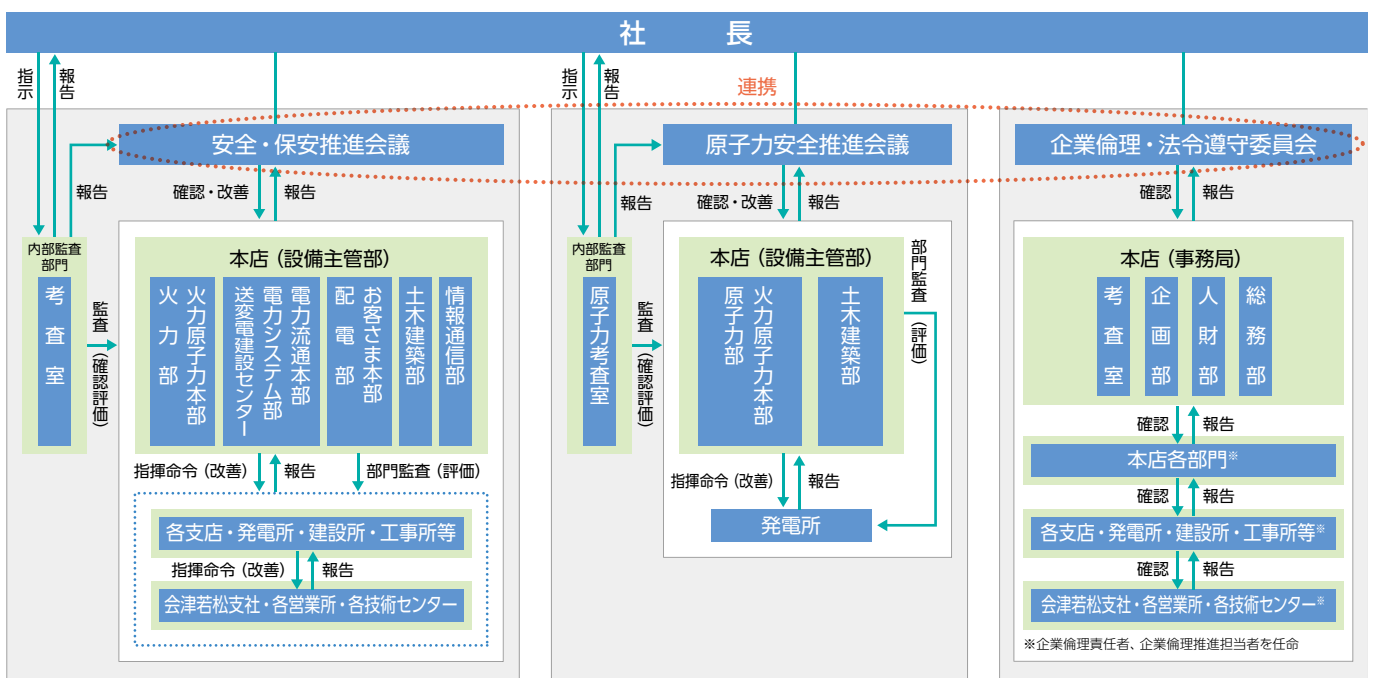 社長
指示
報告
指示
報告
連携
安全・保安推進会議
原子力安全推進会議
企業倫理・法令遵守委員会
報告
確認・改善
報告
内部監査
部門
考査室
監査（確認評価）
本店（設備主管部）
火力原子力本部
火力部
電力流通本部
電力システム部
送変電建設センター
お客さま本部
配電部
土木建築部
情報通信部
指揮命令（改善）
報告
部門監査（評価）
各支店・発電所・建設所・工事所等
指揮命令（改善）
報告
会津若松支社・各営業所・各技術センター
報告
確認・改善
報告
内部監査
部門
原子力考査室
監査（確認評価）
本店（設備主管部）
火力原子力本部
原子力部
土木建築部
部門監査（評価）
指揮命令（改善）
報告
発電所
確認
報告
本店（事務局）
考査室
企画部
人財部
総務部
確認
報告
本店各部門※
確認
報告
各支店・発電所・建設所・工事所等※
確認
報告
会津若松支社・各営業所・各技術センター※
※企業倫理責任者、企業倫理推進担当者を任命